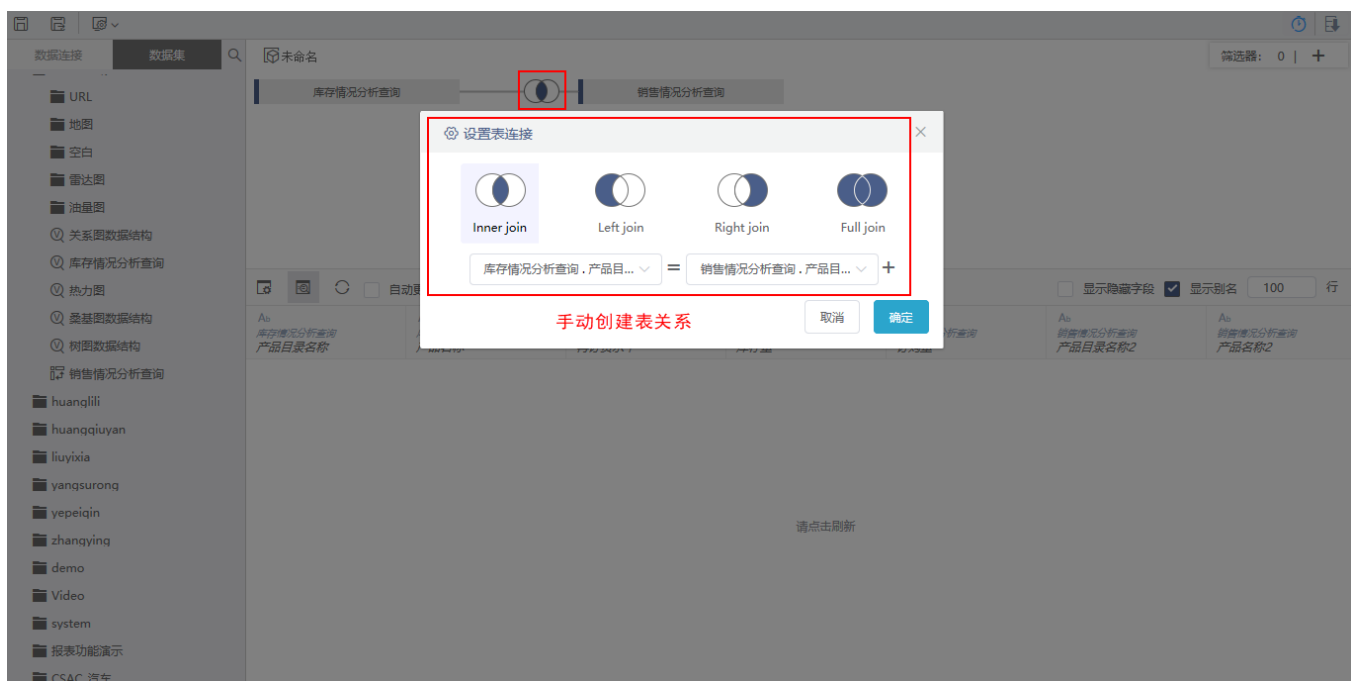 数据连接 数据集
未命名
筛选器: 0 | +
URL
地图
空白
雷达图
油量图
关系图数据结构
库存情况分析查询
热力图
桑基图数据结构
树图数据结构
销售情况分析查询
huanglili
huangqiuyan
liuyixia
yangsurong
yepeiqin
zhangying
demo
Video
system
报表功能演示
CSAC_汽车
库存情况分析查询
销售情况分析查询
设置表连接
Inner join Left join Right join Full join
库存情况分析查询 . 产品目... = 销售情况分析查询 . 产品目... +
手动创建表关系
取消 确定
显示隐藏字段 显示别名 100 行
Ab
库存情况分析查询
产品目录名称
Ab
销售情况分析查询
产品目录名称2
Ab
销售情况分析查询
产品名称2
请点击刷新